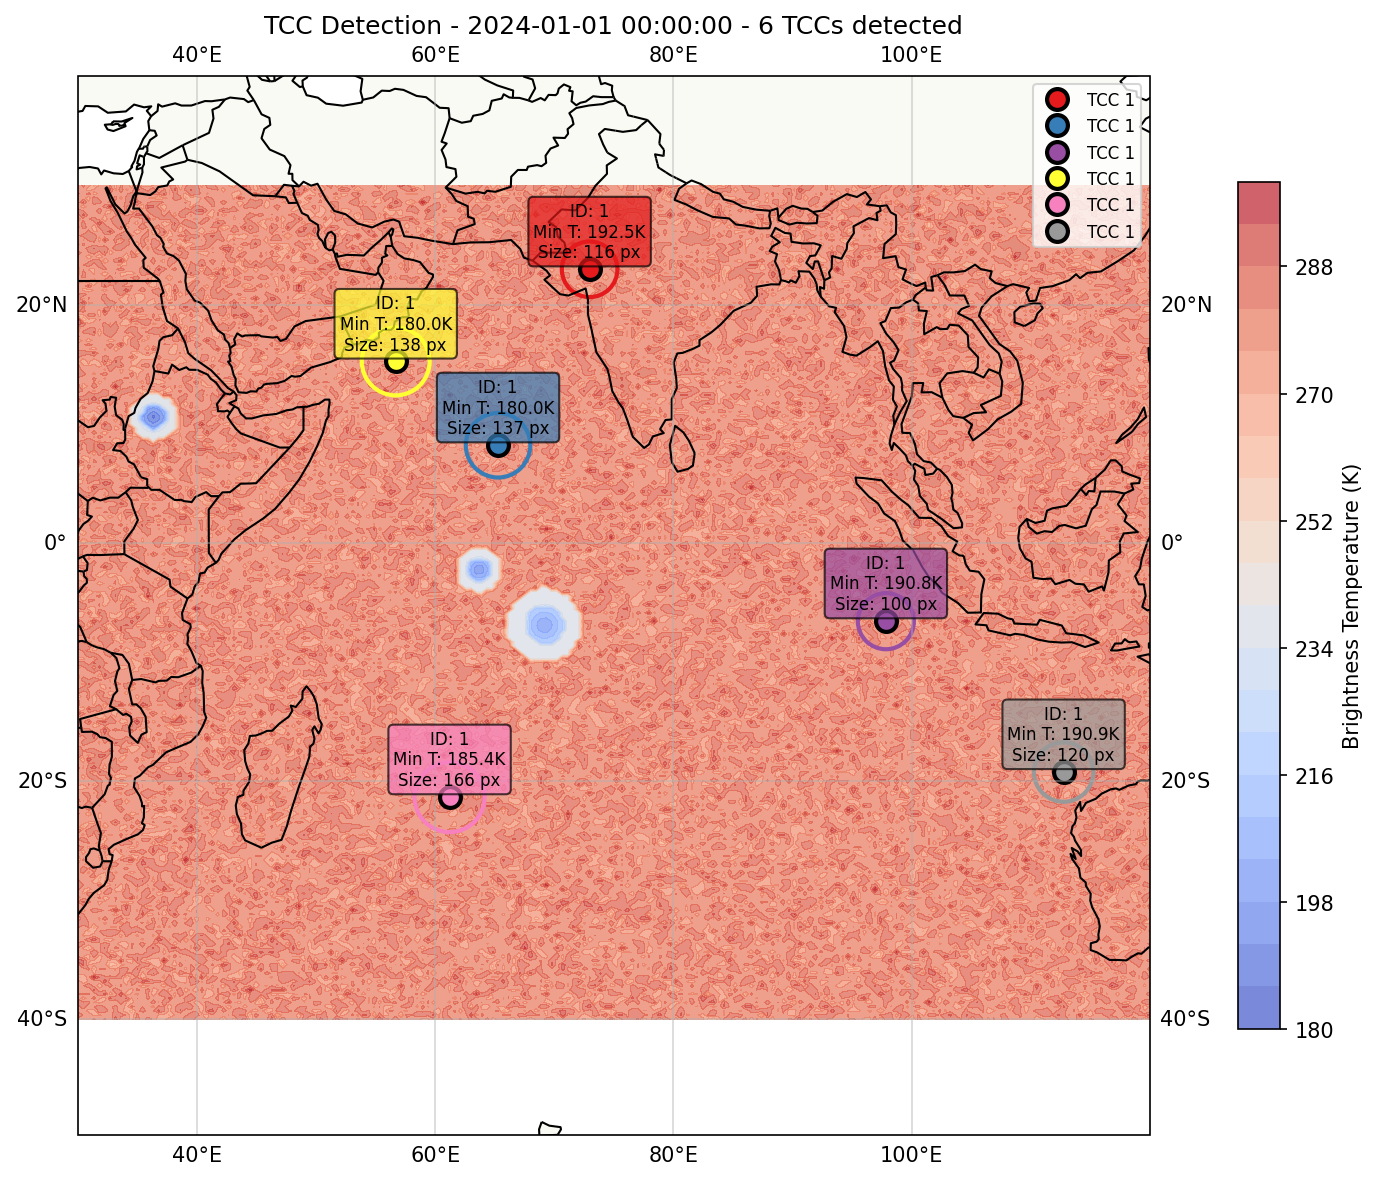 TCC Detection - 2024-01-01 00:00:00 - 6 TCCs detected
40°E 60°E 80°E 100°E
TCC 1
TCC 1
TCC 1
TCC 1
TCC 1
TCC 1
ID: 1
Min T: 192.5K
Size: 116 px
ID: 1
Min T: 180.0K
Size: 138 px
ID: 1
Min T: 180.0K
Size: 137 px
ID: 1
Min T: 190.8K
Size: 100 px
ID: 1
Min T: 190.9K
Size: 120 px
ID: 1
Min T: 185.4K
Size: 166 px
20°N
0°
20°S
40°S
20°N
0°
20°S
40°S
40°E 60°E 80°E 100°E
288
270
252
234
216
198
180
Brightness Temperature (K)